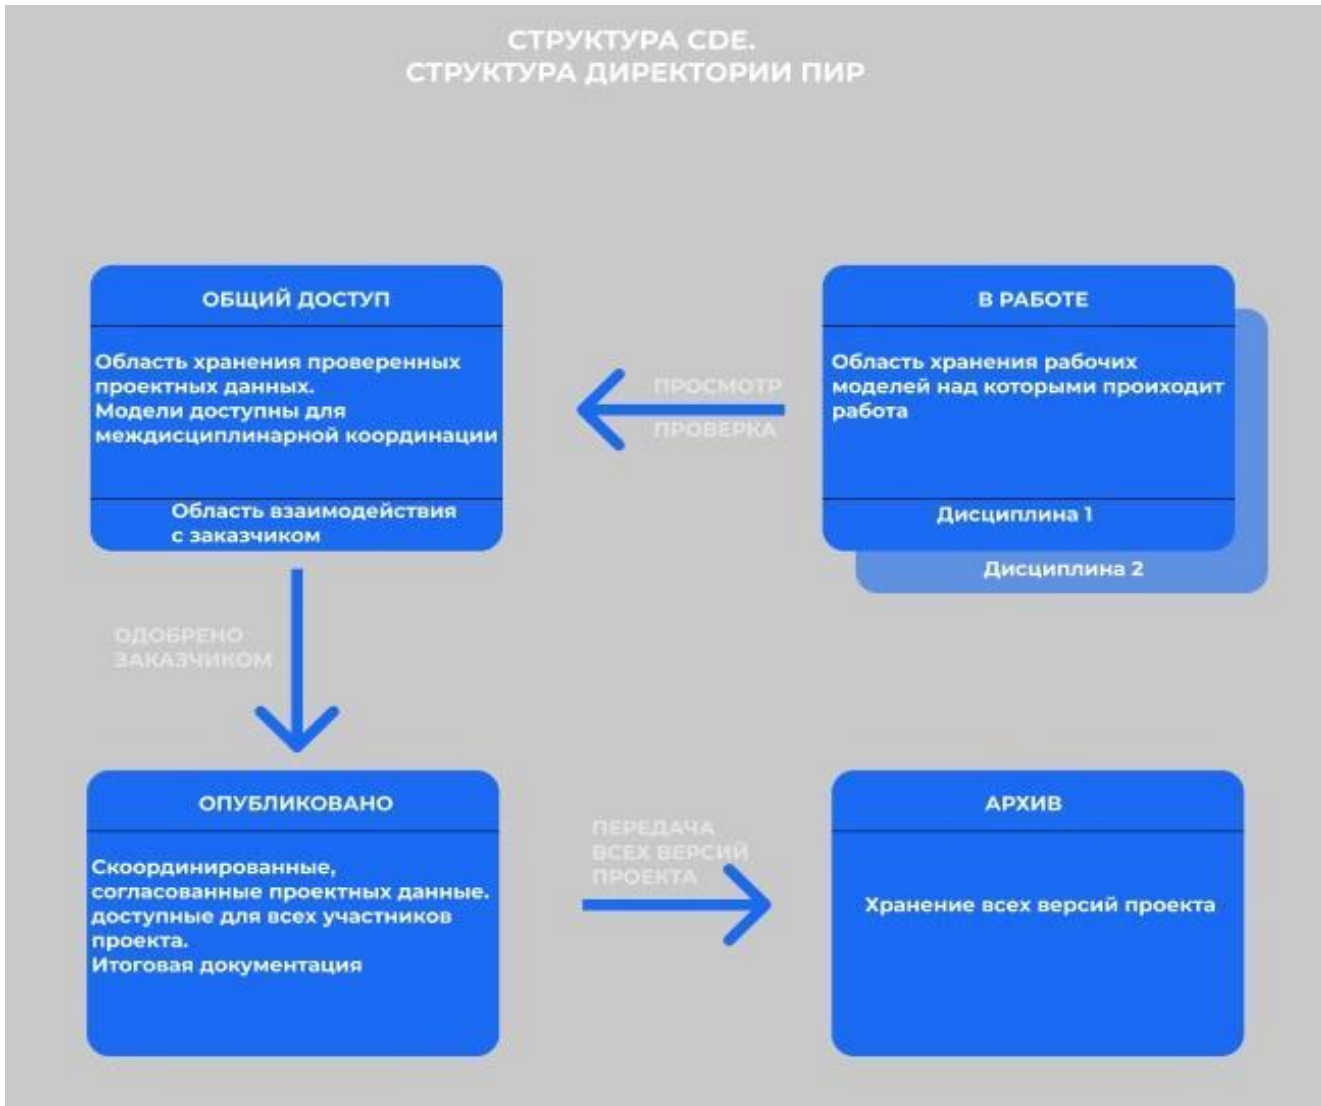 СТРУКТУРА CDE.
СТРУКТУРА ДИРЕКТОРИИ ПИР
ОБЩИЙ ДОСТУП
Область хранения проверенных
проектных данных.
Модели доступны для
междисциплинарной координации
Область взаимодействия
с заказчиком
ПРОСМОТР
ПРОВЕРКА
В РАБОТЕ
Область хранения рабочих
моделей над которыми проиходит
работа
Дисциплина 1
Дисциплина 2
ОДОБРЕНО
ЗАКАЗЧИКОМ
ОПУБЛИКОВАНО
Скоординированные,
согласованные проектных данные.
доступные для всех участников
проекта.
Итоговая документация
ПЕРЕДАЧА
ВСЕХ ВЕРСИЙ
ПРОЕКТА
АРХИВ
Хранение всех версий проекта